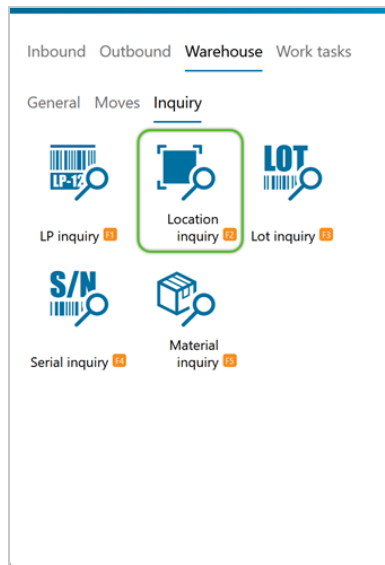 Inbound Outbound Warehouse Work tasks
General Moves Inquiry
LP-12
LOT
LP inquiry F1
Location
inquiry F2
Lot inquiry F3
S/N
Serial inquiry F4
Material
inquiry F5